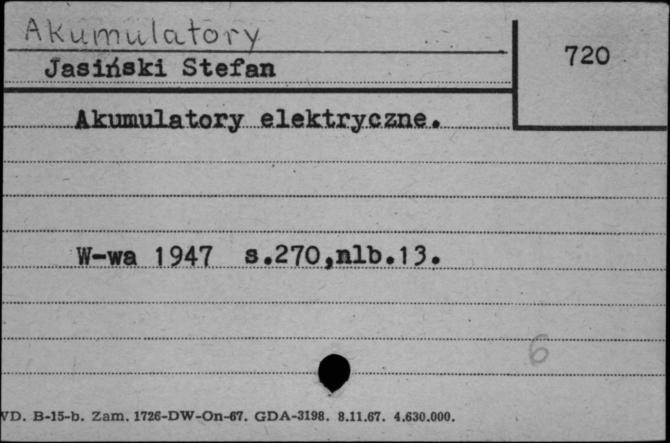 Akumulatory
720
Jasiński Stefan
Akumulatory elektryczne.
W-wa 1947 s.270,nlb.13.
6
VD. B-15-b. Zam. 1726-DW-On-67. GDA-3198. 8.11.67. 4.630.000.